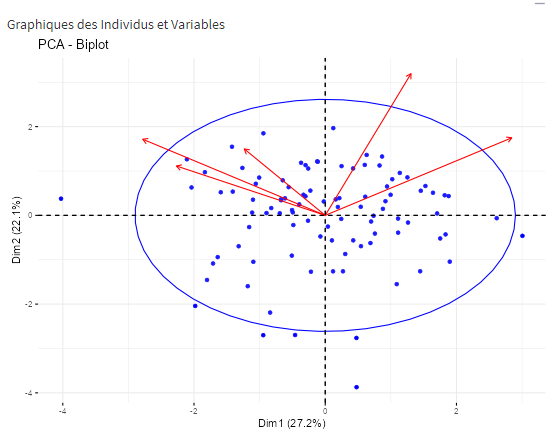 Graphiques des Individus et Variables
PCA - Biplot
2
0
-2
-4
Dim2 (22.1%)
-4 -2 0 2
Dim1 (27.2%)